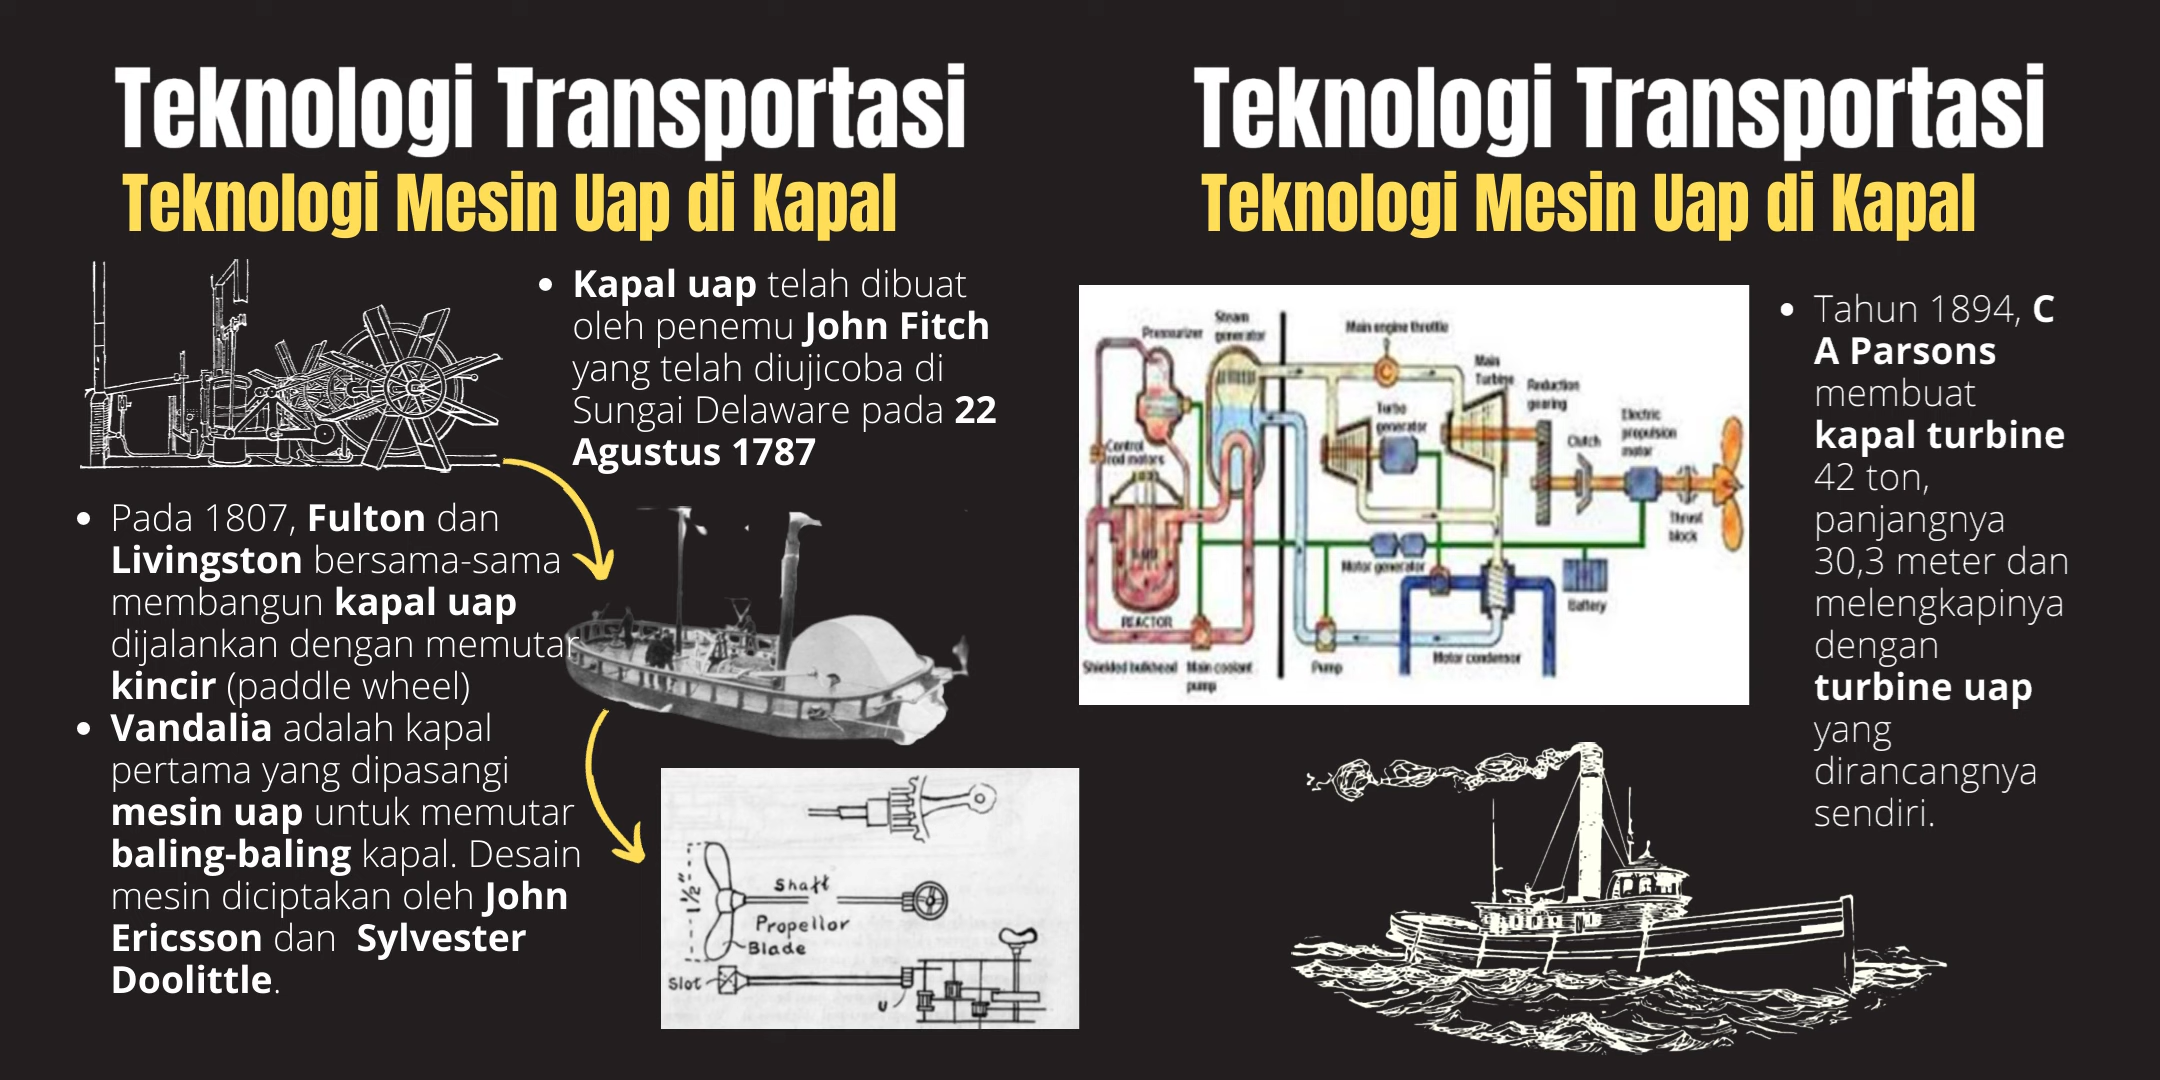 Teknologi Transportasi
Teknologi Mesin Uap di Kapal
• Kapal uap telah dibuat
oleh penemu John Fitch
yang telah diujicoba di
Sungai Delaware pada 22
Agustus 1787
• Pada 1807, Fulton dan
Livingston bersama-sama
membangun kapal uap
dijalankan dengan memutar
kincir (paddle wheel)
• Vandalia adalah kapal
pertama yang dipasangi
mesin uap untuk memutar
baling-baling kapal. Desain
mesin diciptakan oleh John
Ericsson dan  Sylvester
Doolittle.
1½"
Shaft
Propellor
Blade
Slot
U
Teknologi Transportasi
Teknologi Mesin Uap di Kapal
Pressurizer
Steam
generator
Main engine throttle
Main
Turbine
Reduction
gearing
Turbo
generator
Electric
propulsion
motor
Clutch
Control
rod motors
Thrust
block
Motor generator
Battery
REACTOR
Shielded bulkhead
Main coolant
pump
Pump
Motor condensor
• Tahun 1894, C
A Parsons
membuat
kapal turbine
42 ton,
panjangnya
30,3 meter dan
melengkapinya
dengan
turbine uap
yang
dirancangnya
sendiri.